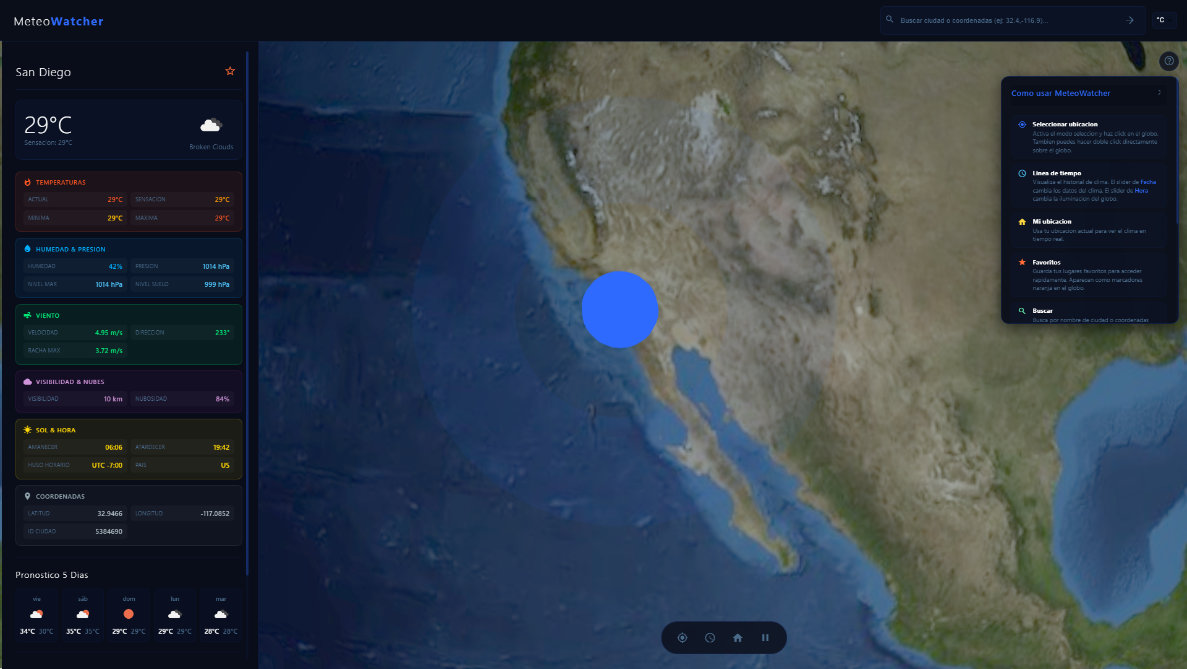 MeteoWatcher
Buscar ciudad o coordenadas (ej: 32.4,-116.9)...
°C
San Diego
29°C
Sensacion: 29°C
Broken Clouds
TEMPERATURAS
ACTUAL 29°C SENSACION 29°C
MINIMA 29°C MAXIMA 29°C
HUMEDAD & PRESION
HUMEDAD 42% PRESION 1014 hPa
NIVEL MAR 1014 hPa NIVEL SUELO 999 hPa
VIENTO
VELOCIDAD 4.95 m/s DIRECCION 233°
RACHA MAX 3.72 m/s
VISIBILIDAD & NUBES
VISIBILIDAD 10 km NUBOSIDAD 84%
SOL & HORA
AMANECER 06:06 ATARDECER 19:42
HUSO HORARIO UTC -7:00 PAIS US
COORDENADAS
LATITUD 32.9466 LONGITUD -117.0852
ID CIUDAD 5384690
Pronostico 5 Dias
vie sáb dom lun mar
34°C 30°C 35°C 35°C 29°C 29°C 29°C 29°C 28°C 28°C
Como usar MeteoWatcher
Seleccionar ubicacion
Activa el modo seleccion y haz click en el globo.
Tambien puedes hacer doble click directamente
sobre el globo.
Linea de tiempo
Visualiza el historial de clima. El slider de Fecha
cambia los datos del clima. El slider de Hora
cambia la iluminacion del globo.
Mi ubicacion
Usa tu ubicacion actual para ver el clima en
tiempo real.
Favoritos
Guarda tus lugares favoritos para acceder
rapidamente. Aparecen como marcadores
naranja en el globo.
Buscar
Busca por nombre de ciudad o coordenadas